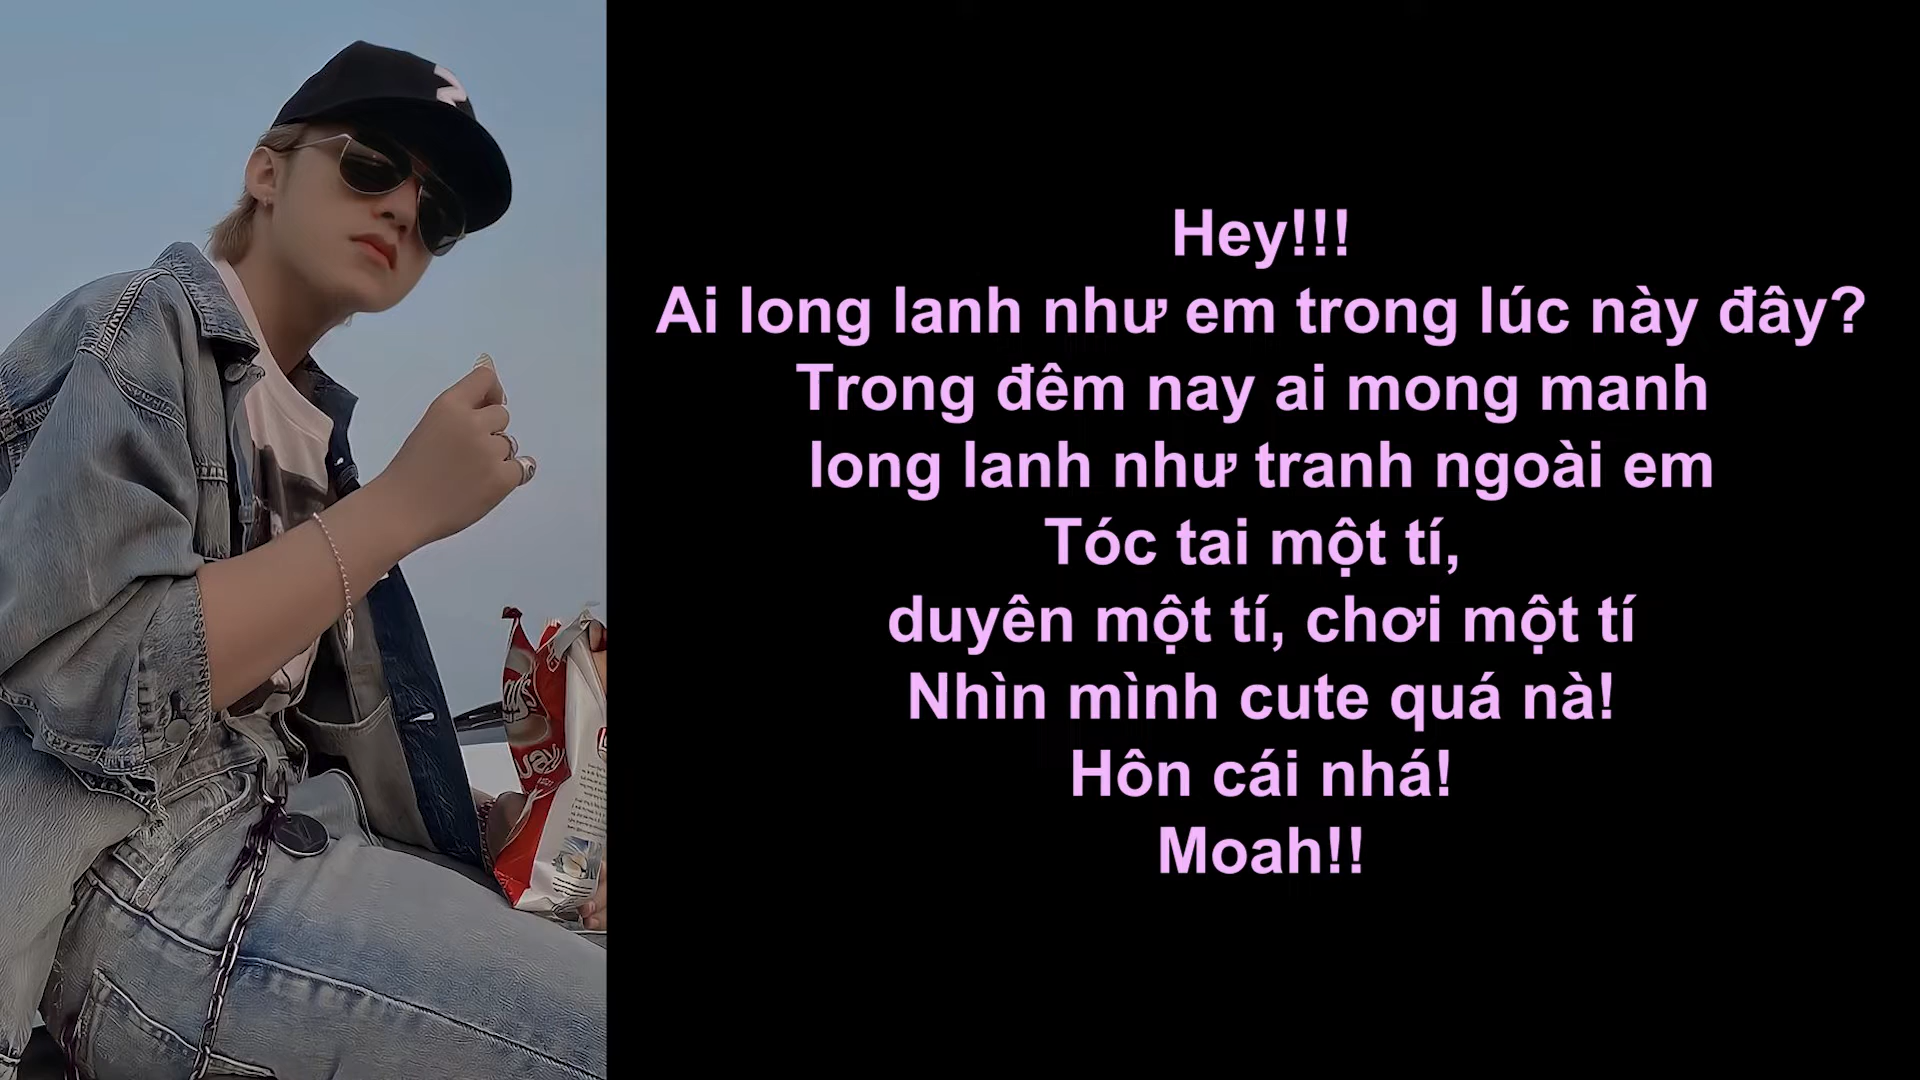 Hey!!!
Ai long lanh như em trong lúc này đây?
Trong đêm nay ai mong manh
long lanh như tranh ngoài em
Tóc tai một tí,
duyên một tí, chơi một tí
Nhìn mình cute quá nà!
Hôn cái nhá!
Moah!!